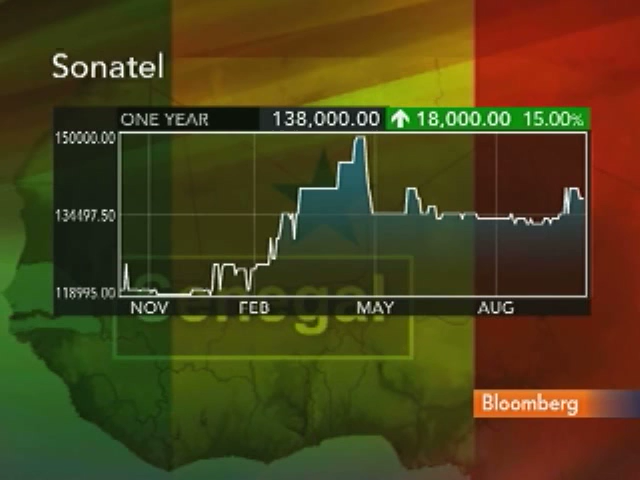 Sonatel
ONE YEAR 138,000.00 18,000.00 15.00%
150000.00
134497.50
118995.00
NOV FEB MAY AUG
Senegal
Bloomberg